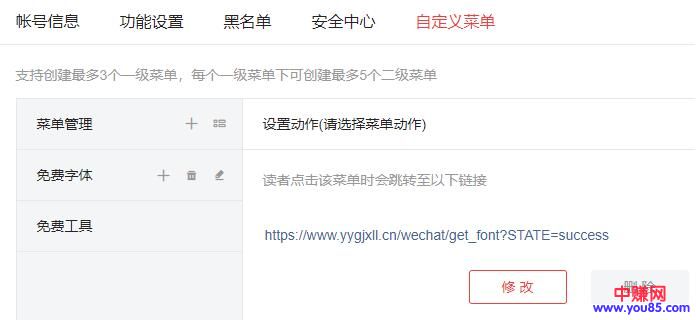 帐号信息 功能设置 黑名单 安全中心 自定义菜单
支持创建最多3个一级菜单，每个一级菜单下可创建最多5个二级菜单
菜单管理 设置动作(请选择菜单动作)
免费字体 读者点击该菜单时会跳转至以下链接
免费工具 https://www.yygjxll.cn/wechat/get_font?STATE=success
修改 删除
中赚网
www.you85.com